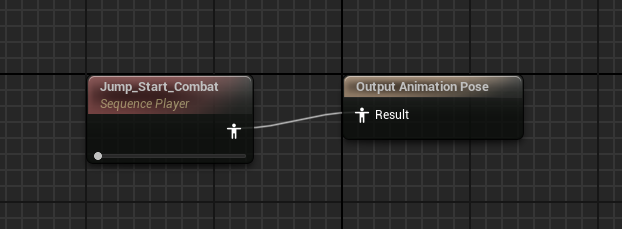 Jump_Start_Combat
Sequence Player
Output Animation Pose
Result